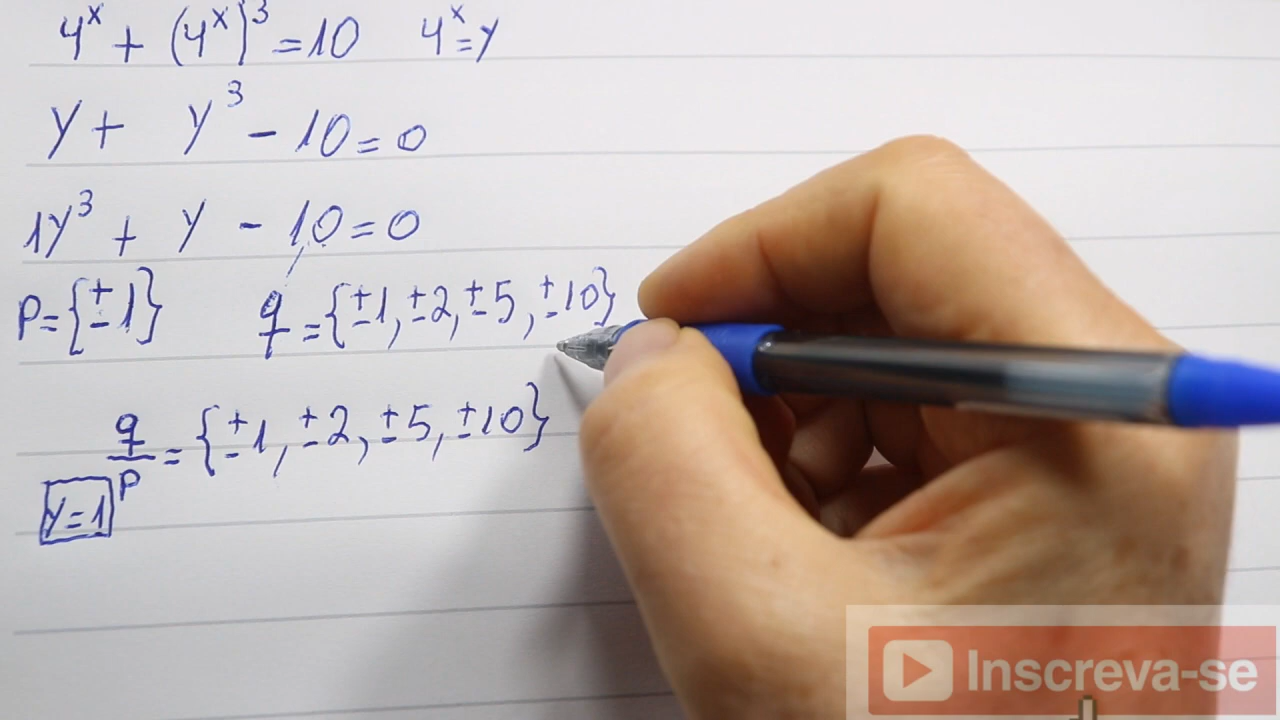 4^x + (4^x)^3 = 10 4^x = y
y + y^3 - 10 = 0
1y^3 + y - 10 = 0
P = {± 1} q = {±1, ±2, ±5, ±10}
q/P = {±1, ±2, ±5, ±10}
y = 1
Inscreva-se